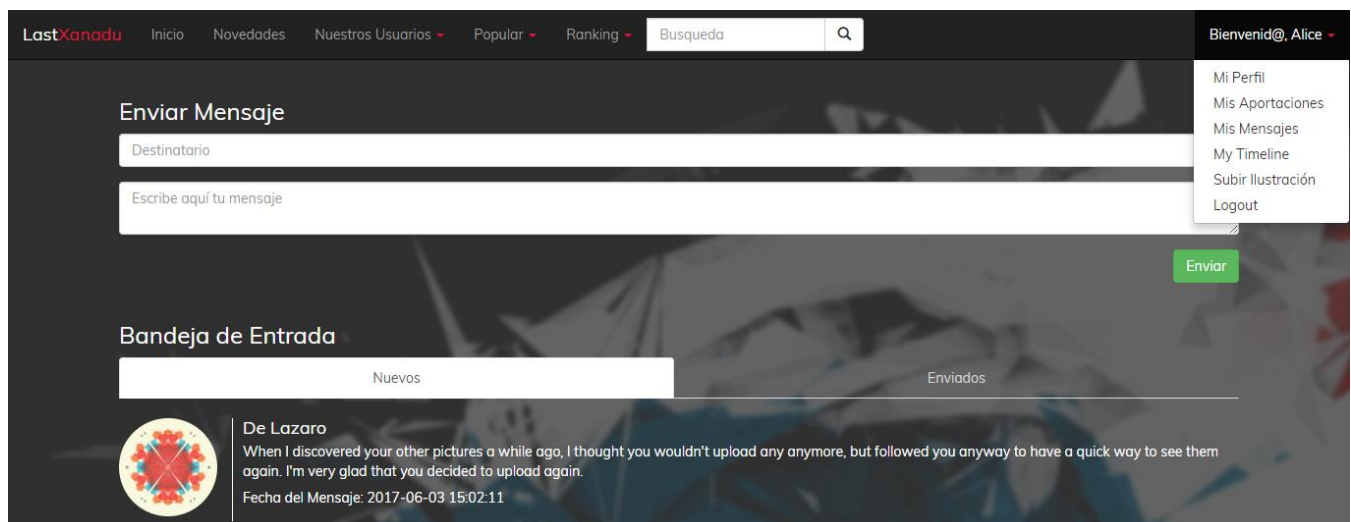 LastXanadu Inicio Novedades Nuestros Usuarios Popular Ranking Busqueda Bienvenid@, Alice
Mi Perfil
Mis Aportaciones
Mis Mensajes
My Timeline
Subir Ilustración
Logout
Enviar Mensaje
Destinatario
Escribe aquí tu mensaje
Enviar
Bandeja de Entrada
Nuevos Enviados
De Lazaro
When I discovered your other pictures a while ago, I thought you wouldn't upload any anymore, but followed you anyway to have a quick way to see them
again. I'm very glad that you decided to upload again.
Fecha del Mensaje: 2017-06-03 15:02:11